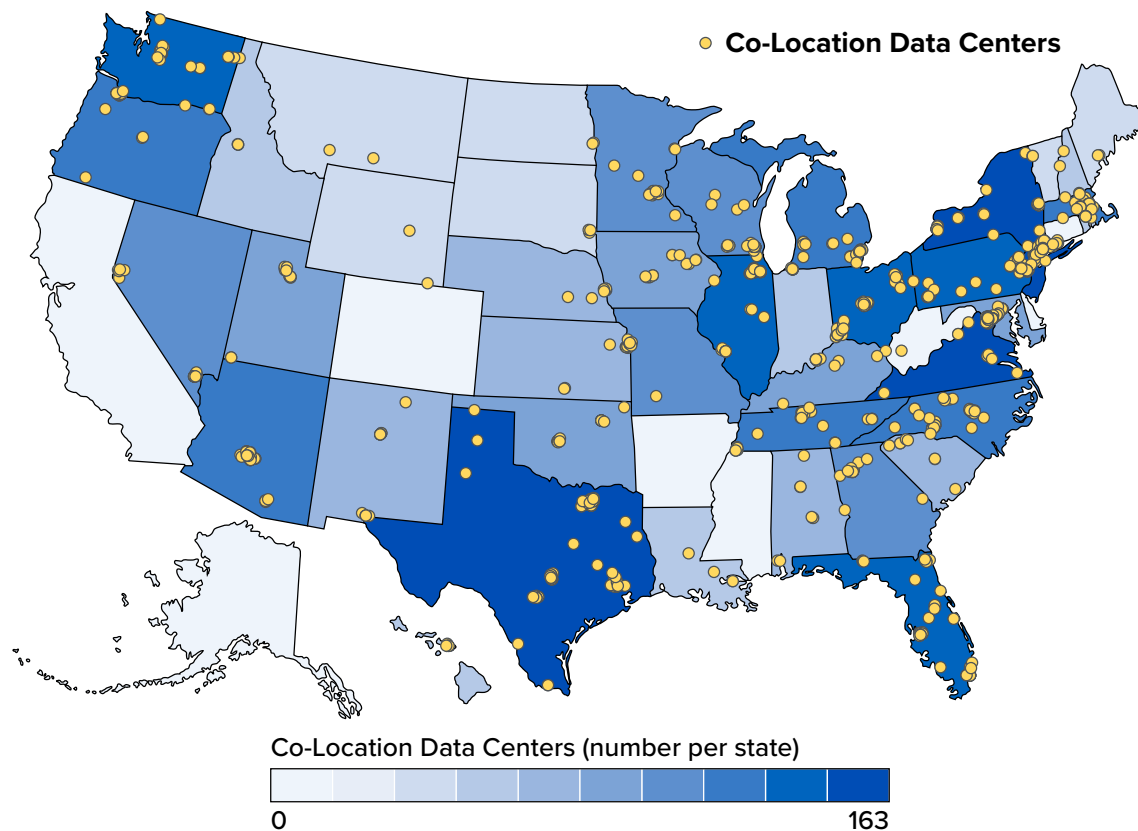 Co-Location Data Centers
Co-Location Data Centers (number per state)
0 163